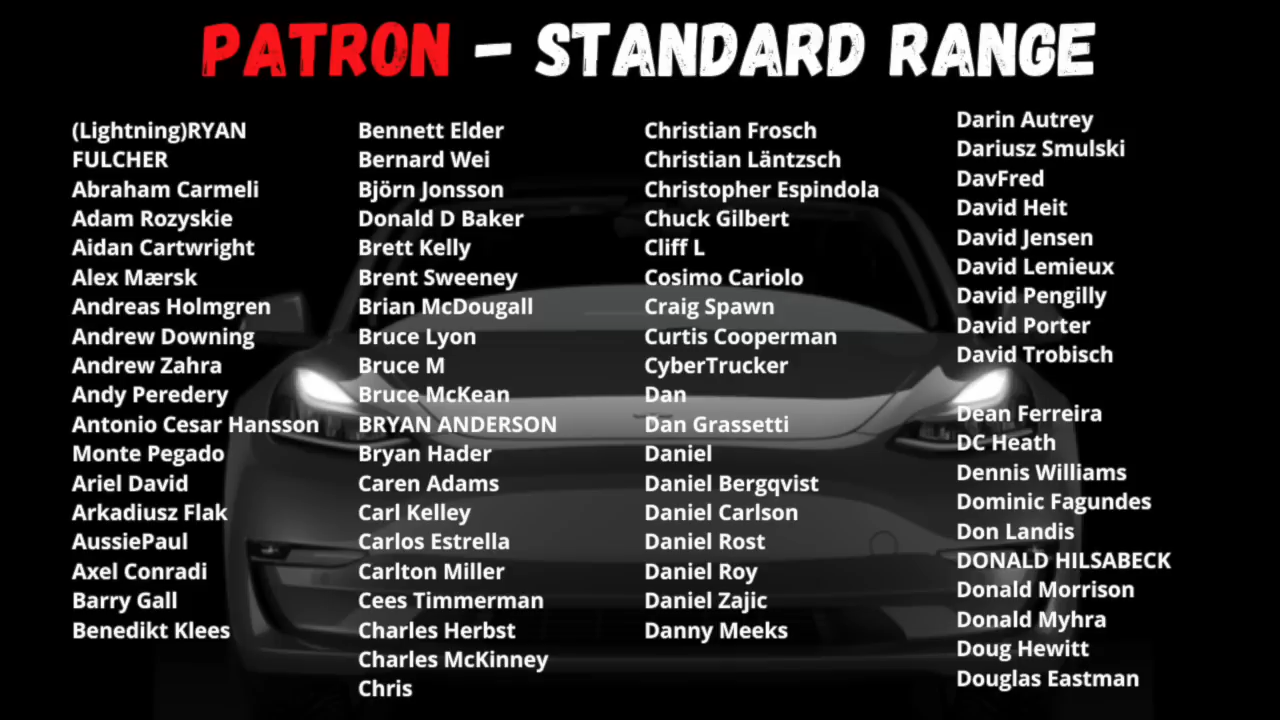 PATRON - STANDARD RANGE
(Lightning)RYAN
FULCHER
Abraham Carmeli
Adam Rozyskie
Aidan Cartwright
Alex Mærsk
Andreas Holmgren
Andrew Downing
Andrew Zahra
Andy Peredery
Antonio Cesar Hansson
Monte Pegado
Ariel David
Arkadiusz Flak
AussiePaul
Axel Conradi
Barry Gall
Benedikt Klees
Bennett Elder
Bernard Wei
Björn Jonsson
Donald D Baker
Brett Kelly
Brent Sweeney
Brian McDougall
Bruce Lyon
Bruce M
Bruce McKean
BRYAN ANDERSON
Bryan Hader
Caren Adams
Carl Kelley
Carlos Estrella
Carlton Miller
Cees Timmerman
Charles Herbst
Charles McKinney
Chris
Christian Frosch
Christian Läntzsch
Christopher Espindola
Chuck Gilbert
Cliff L
Cosimo Cariolo
Craig Spawn
Curtis Cooperman
CyberTrucker
Dan
Dan Grassetti
Daniel
Daniel Bergqvist
Daniel Carlson
Daniel Rost
Daniel Roy
Daniel Zajic
Danny Meeks
Darin Autrey
Dariusz Smulski
DavFred
David Heit
David Jensen
David Lemieux
David Pengilly
David Porter
David Trobisch
Dean Ferreira
DC Heath
Dennis Williams
Dominic Fagundes
Don Landis
DONALD HILSABECK
Donald Morrison
Donald Myhra
Doug Hewitt
Douglas Eastman